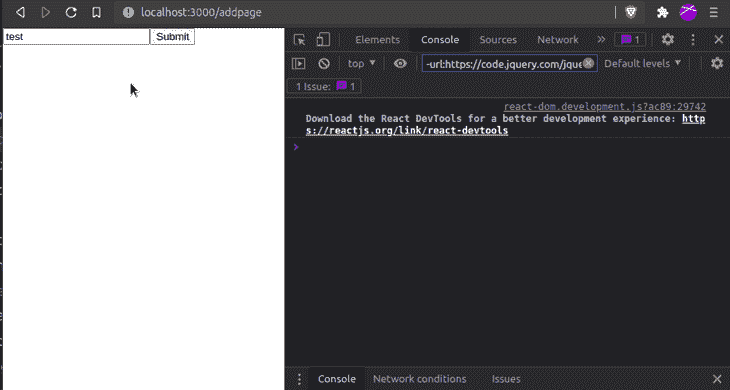 localhost:3000/addpage
test Submit
Elements Console Sources Network » 1
top ▼ -url:https://code.jquery.com/jque Default levels ▼
1 Issue: 1
react-dom.development.js?ac89:29742
Download the React DevTools for a better development experience: http
s://reactjs.org/link/react-devtools
Console Network conditions Issues